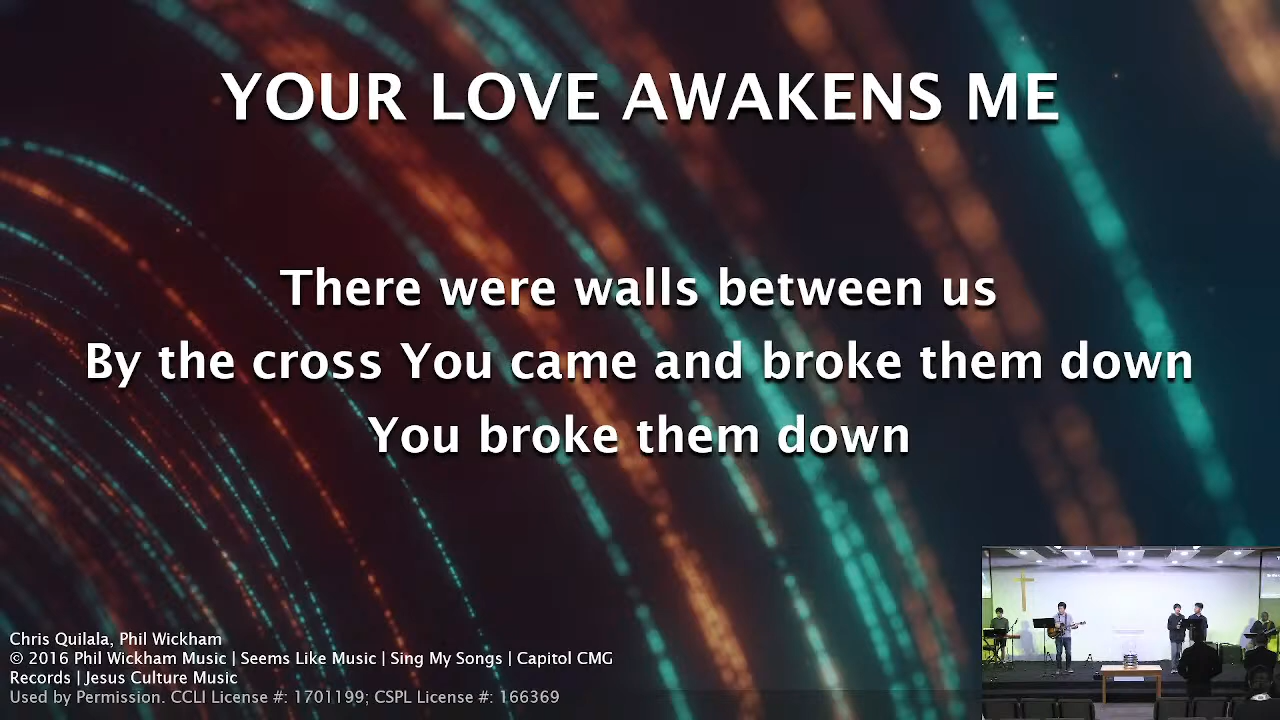 YOUR LOVE AWAKENS ME
There were walls between us
By the cross You came and broke them down
You broke them down
Chris Quilala, Phil Wickham
© 2016 Phil Wickham Music | Seems Like Music | Sing My Songs | Capitol CMG
Records | Jesus Culture Music
Used by Permission. CCLI License #: 1701199; CSPL License #: 166369